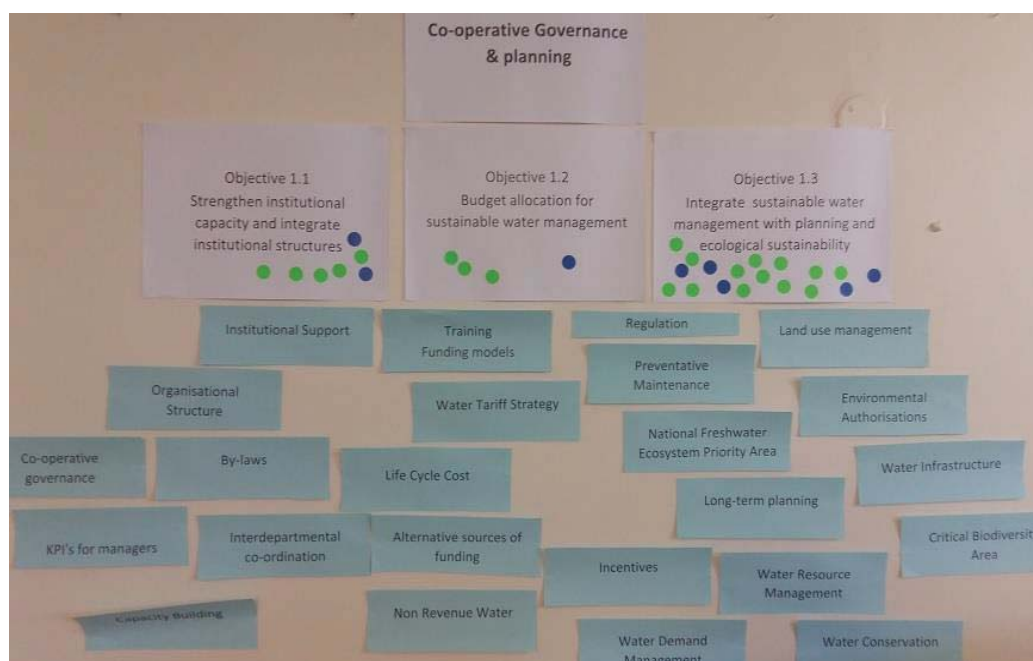 Co-operative Governance
& planning
Objective 1.1
Strengthen institutional
capacity and integrate
institutional structures
Objective 1.2
Budget allocation for
sustainable water management
Objective 1.3
Integrate sustainable water
management with planning and
ecological sustainability
Institutional Support
Training
Funding models
Regulation
Land use management
Preventative
Maintenance
Organisational
Structure
Water Tariff Strategy
Environmental
Authorisations
National Freshwater
Ecosystem Priority Area
Co-operative
governance
By-laws
Life Cycle Cost
Water Infrastructure
Long-term planning
KPI's for managers
Interdepartmental
co-ordination
Alternative sources of
funding
Critical Biodiversit
Area
Incentives
Water Resource
Management
Capacity Building
Non Revenue Water
Water Demand
Management
Water Conservation